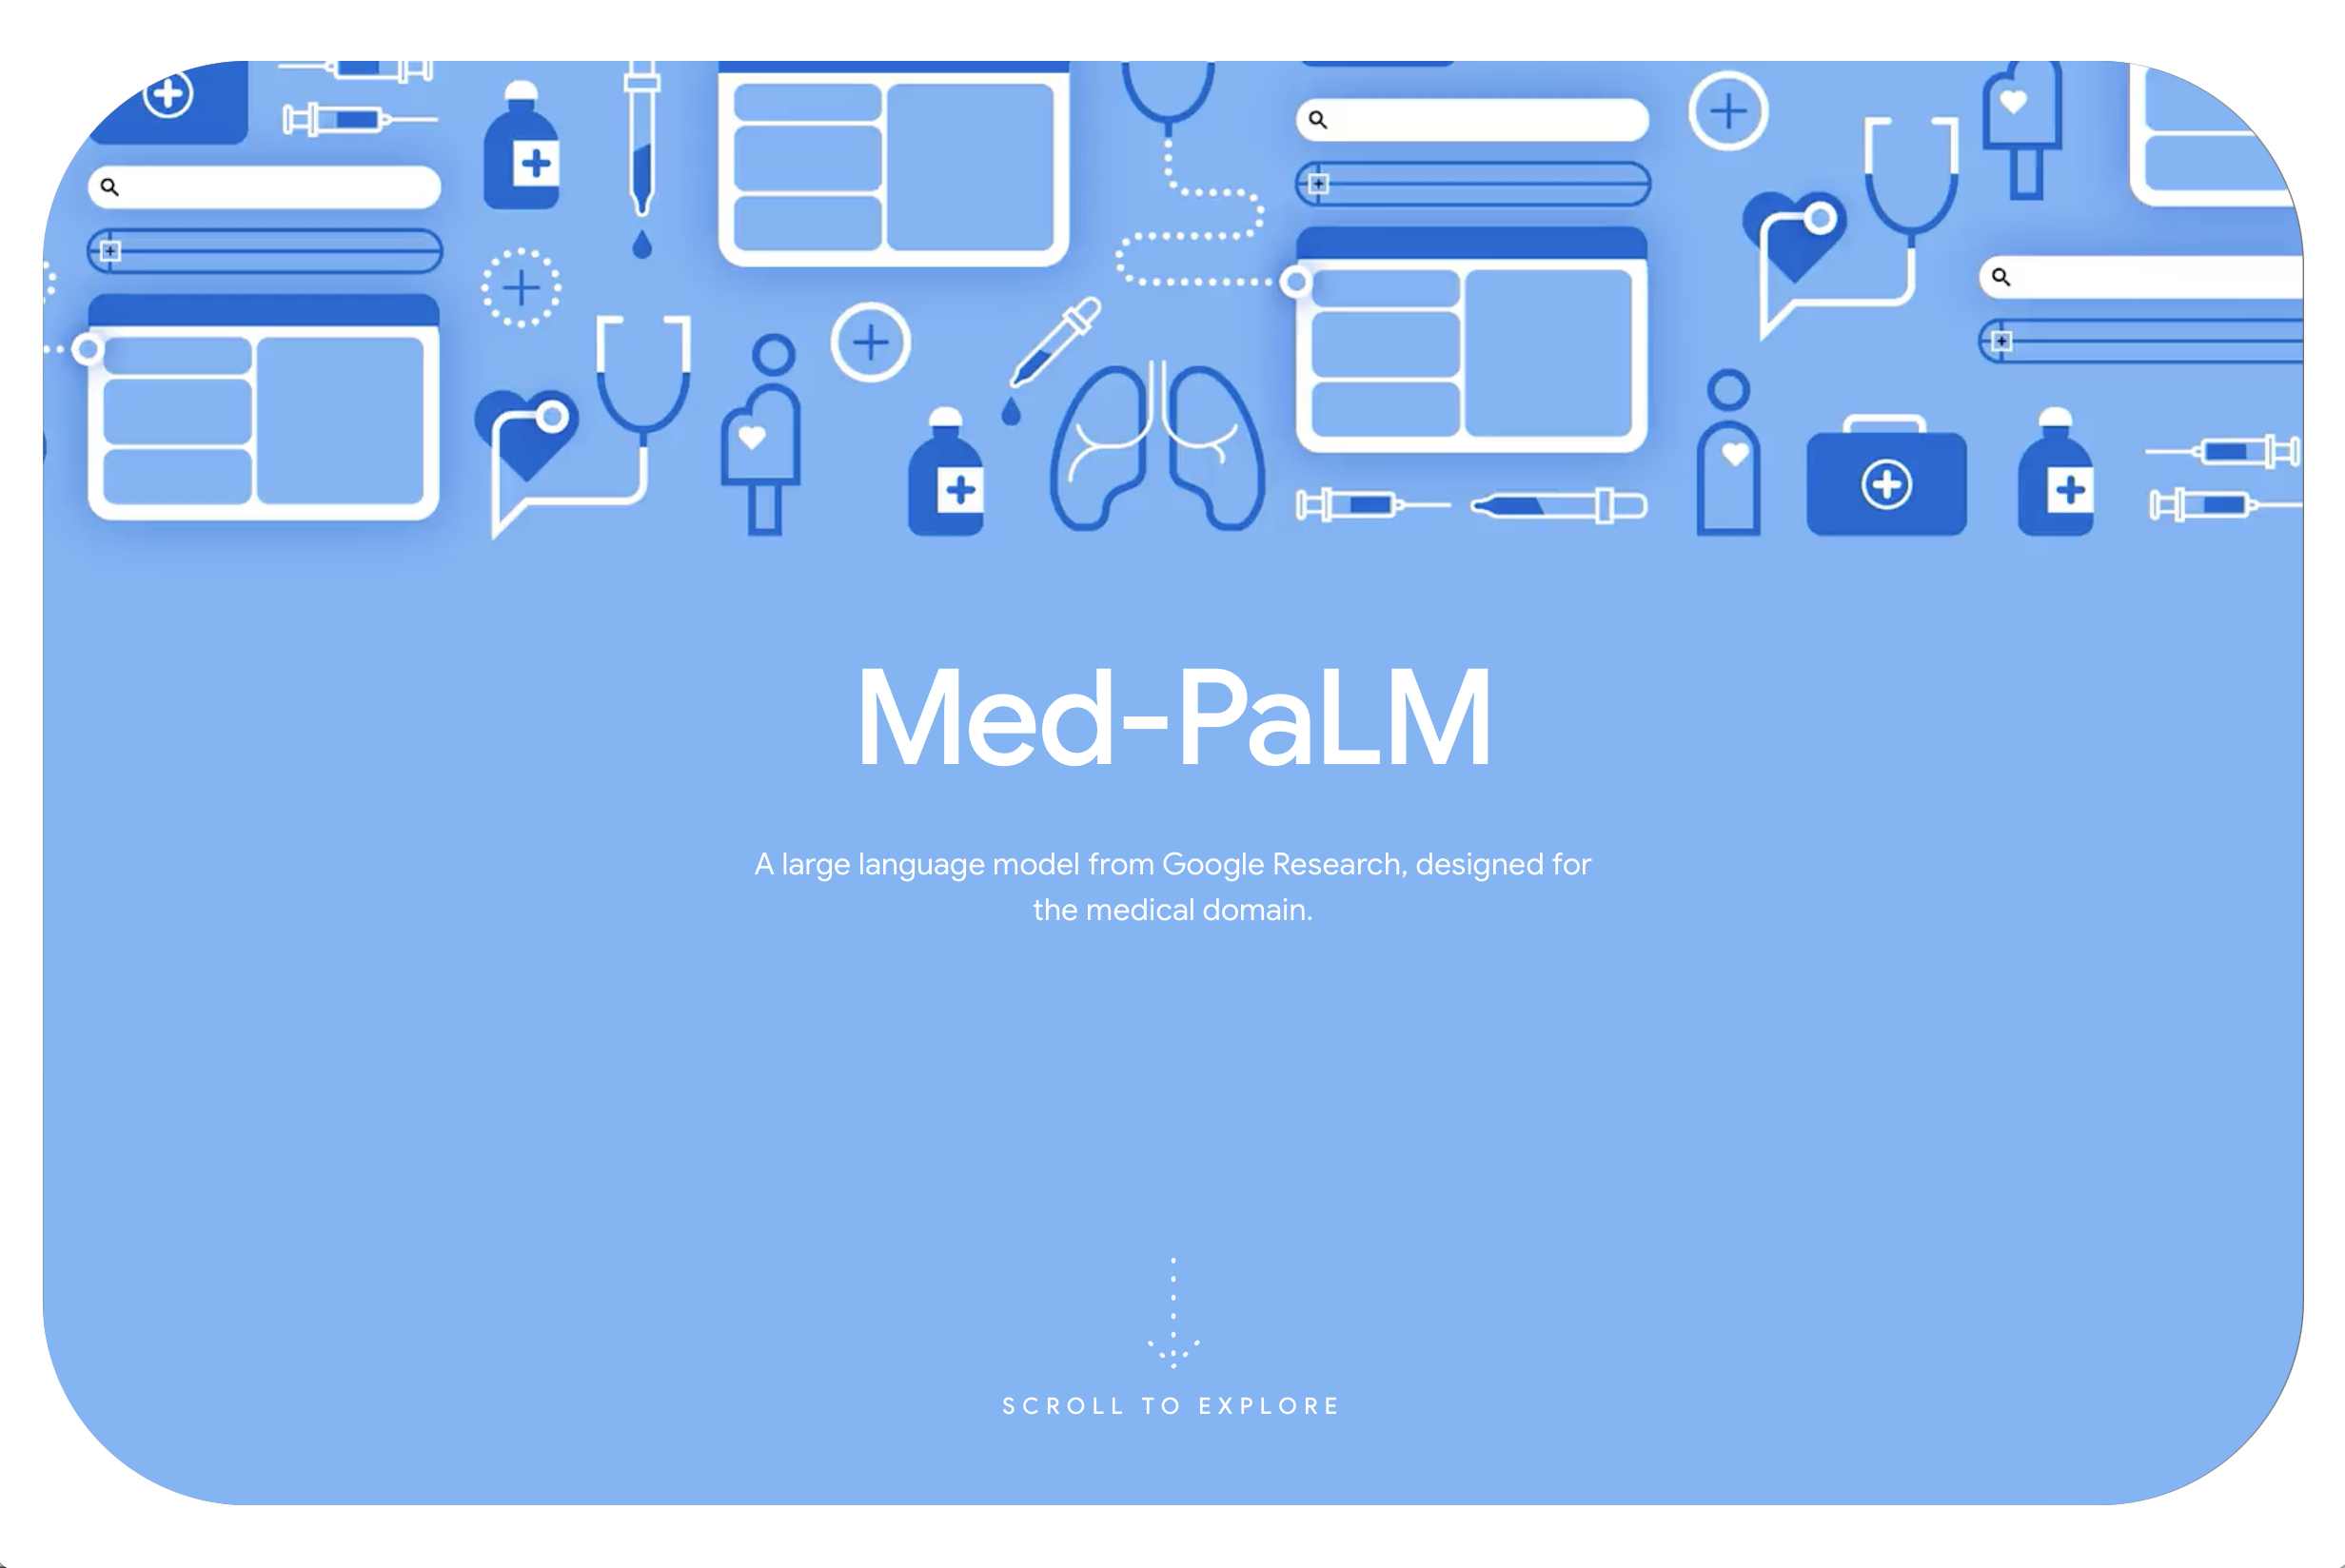 Med-PaLM
A large language model from Google Research, designed for
the medical domain.
SCROLL TO EXPLORE